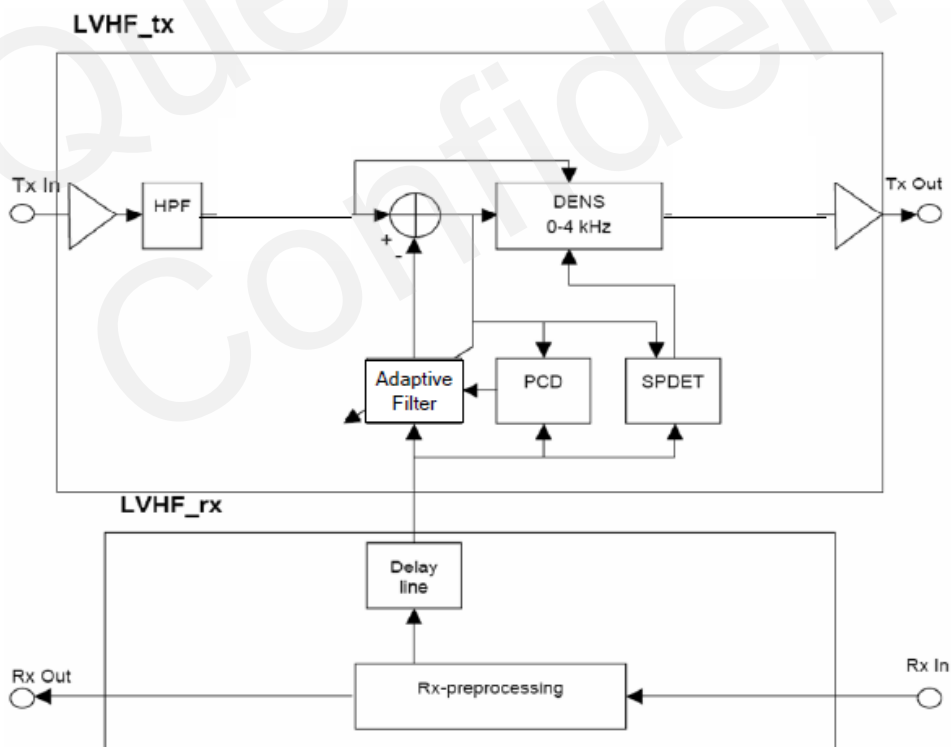 LVHF_tx
Tx In
HPF
+
-
DENS
0-4 kHz
Tx Out
Adaptive
Filter
PCD
SPDET
LVHF_rx
Delay
line
Rx Out
Rx-preprocessing
Rx In